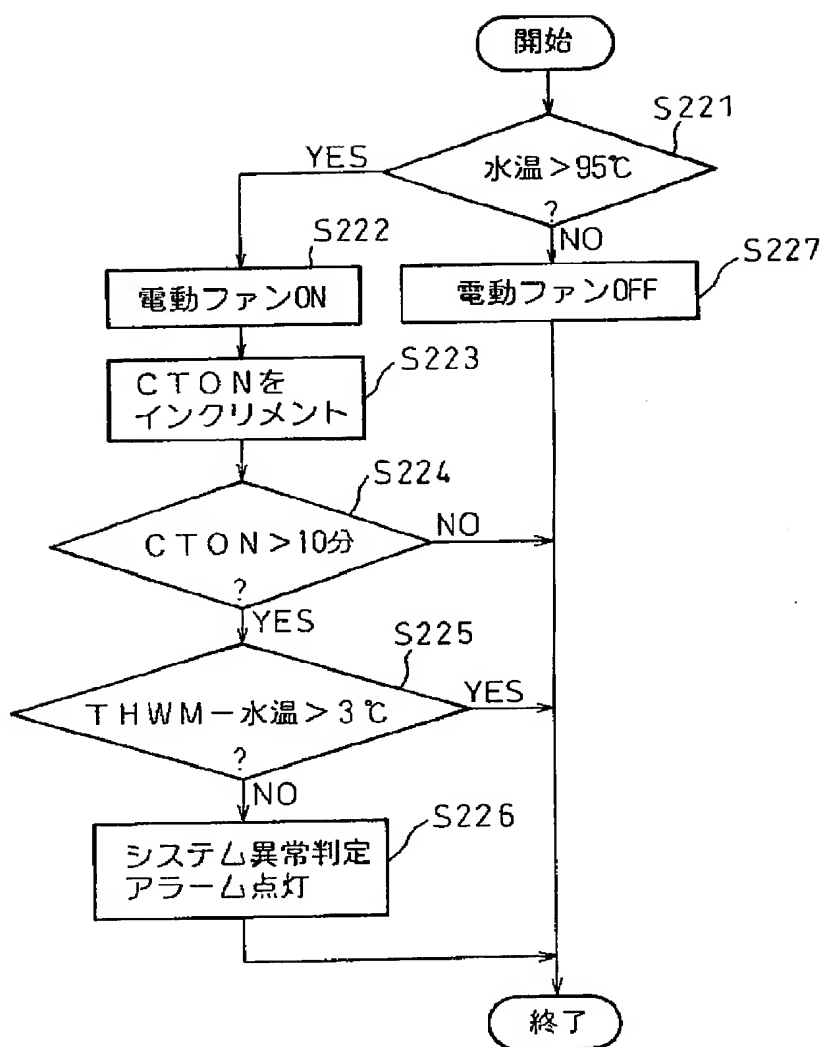 開始
S221
水温>95℃
?
YES
NO
S222
電動ファンON
S227
電動ファンOFF
S223
CTONを
インクリメント
S224
CTON>10分
?
NO
YES
S225
THWM-水温>3℃
?
YES
NO
S226
システム異常判定
アラーム点灯
終了